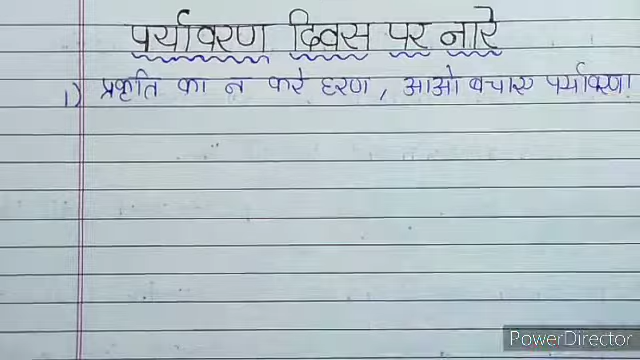 पर्यावरण दिवस पर नारे
1) प्रकृति का न करे हरण, आओ बचाए पर्यावरण।
PowerDirector